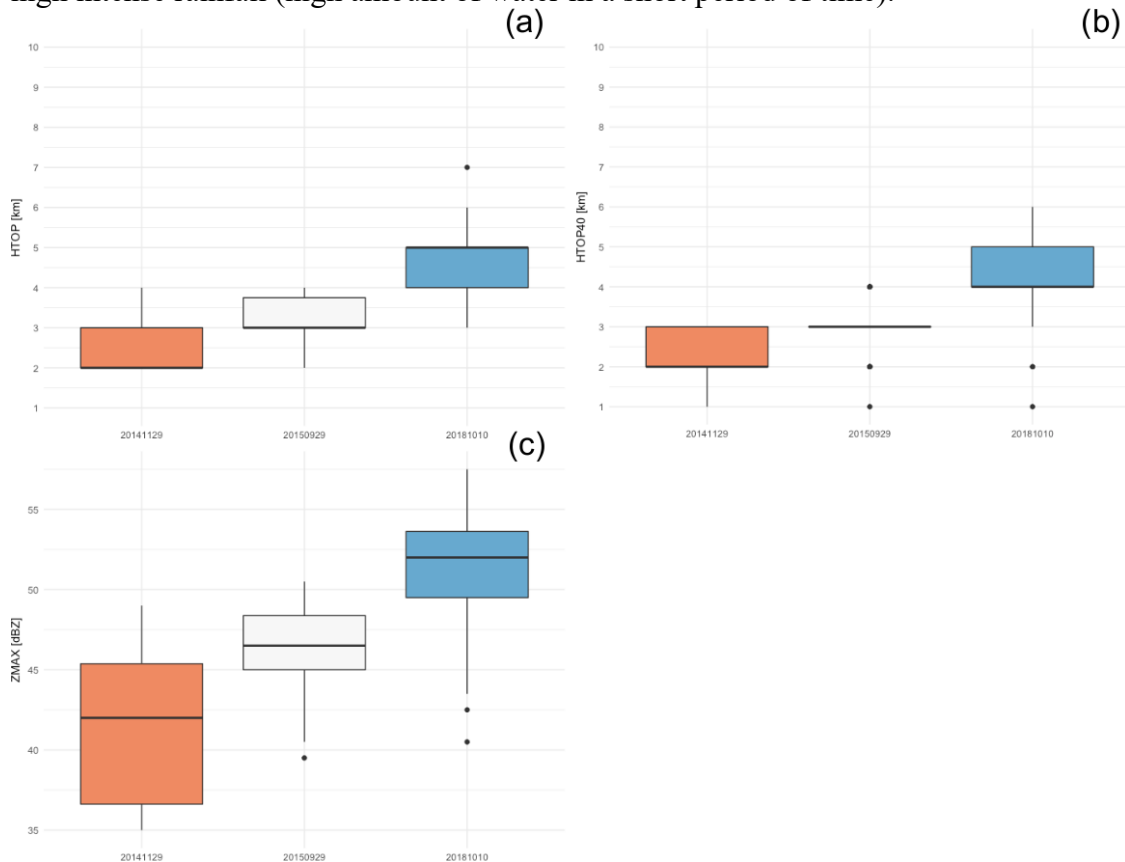 high intense rainfall (high amount of water in a short period of time).
(a)
10
9
8
7
6
5
4
3
2
1
HTOP [km]
20141129 20150929 20181010
(b)
10
9
8
7
6
5
4
3
2
1
HTOP40 [km]
20141129 20150929 20181010
(c)
55
50
45
40
35
ZMAX [dBZ]
20141129 20150929 20181010